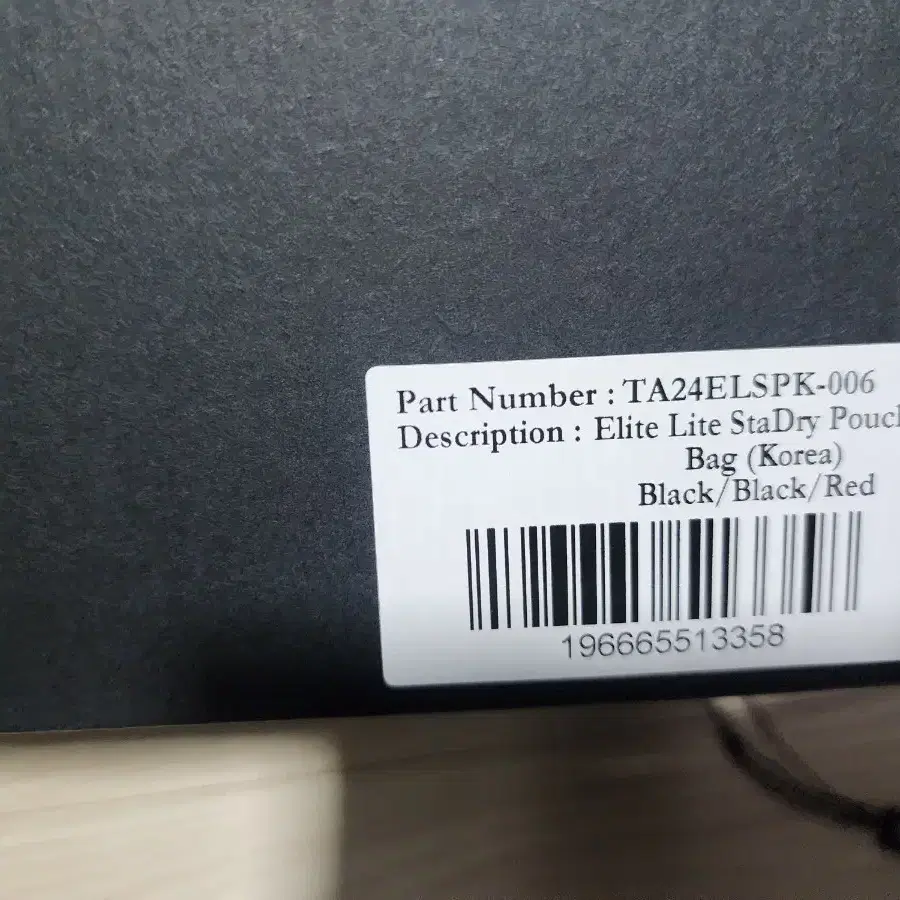 Part Number : TA24ELSPK-006
Description : Elite Lite StaDry Pouch
Bag (Korea)
Black/Black/Red
196665513358